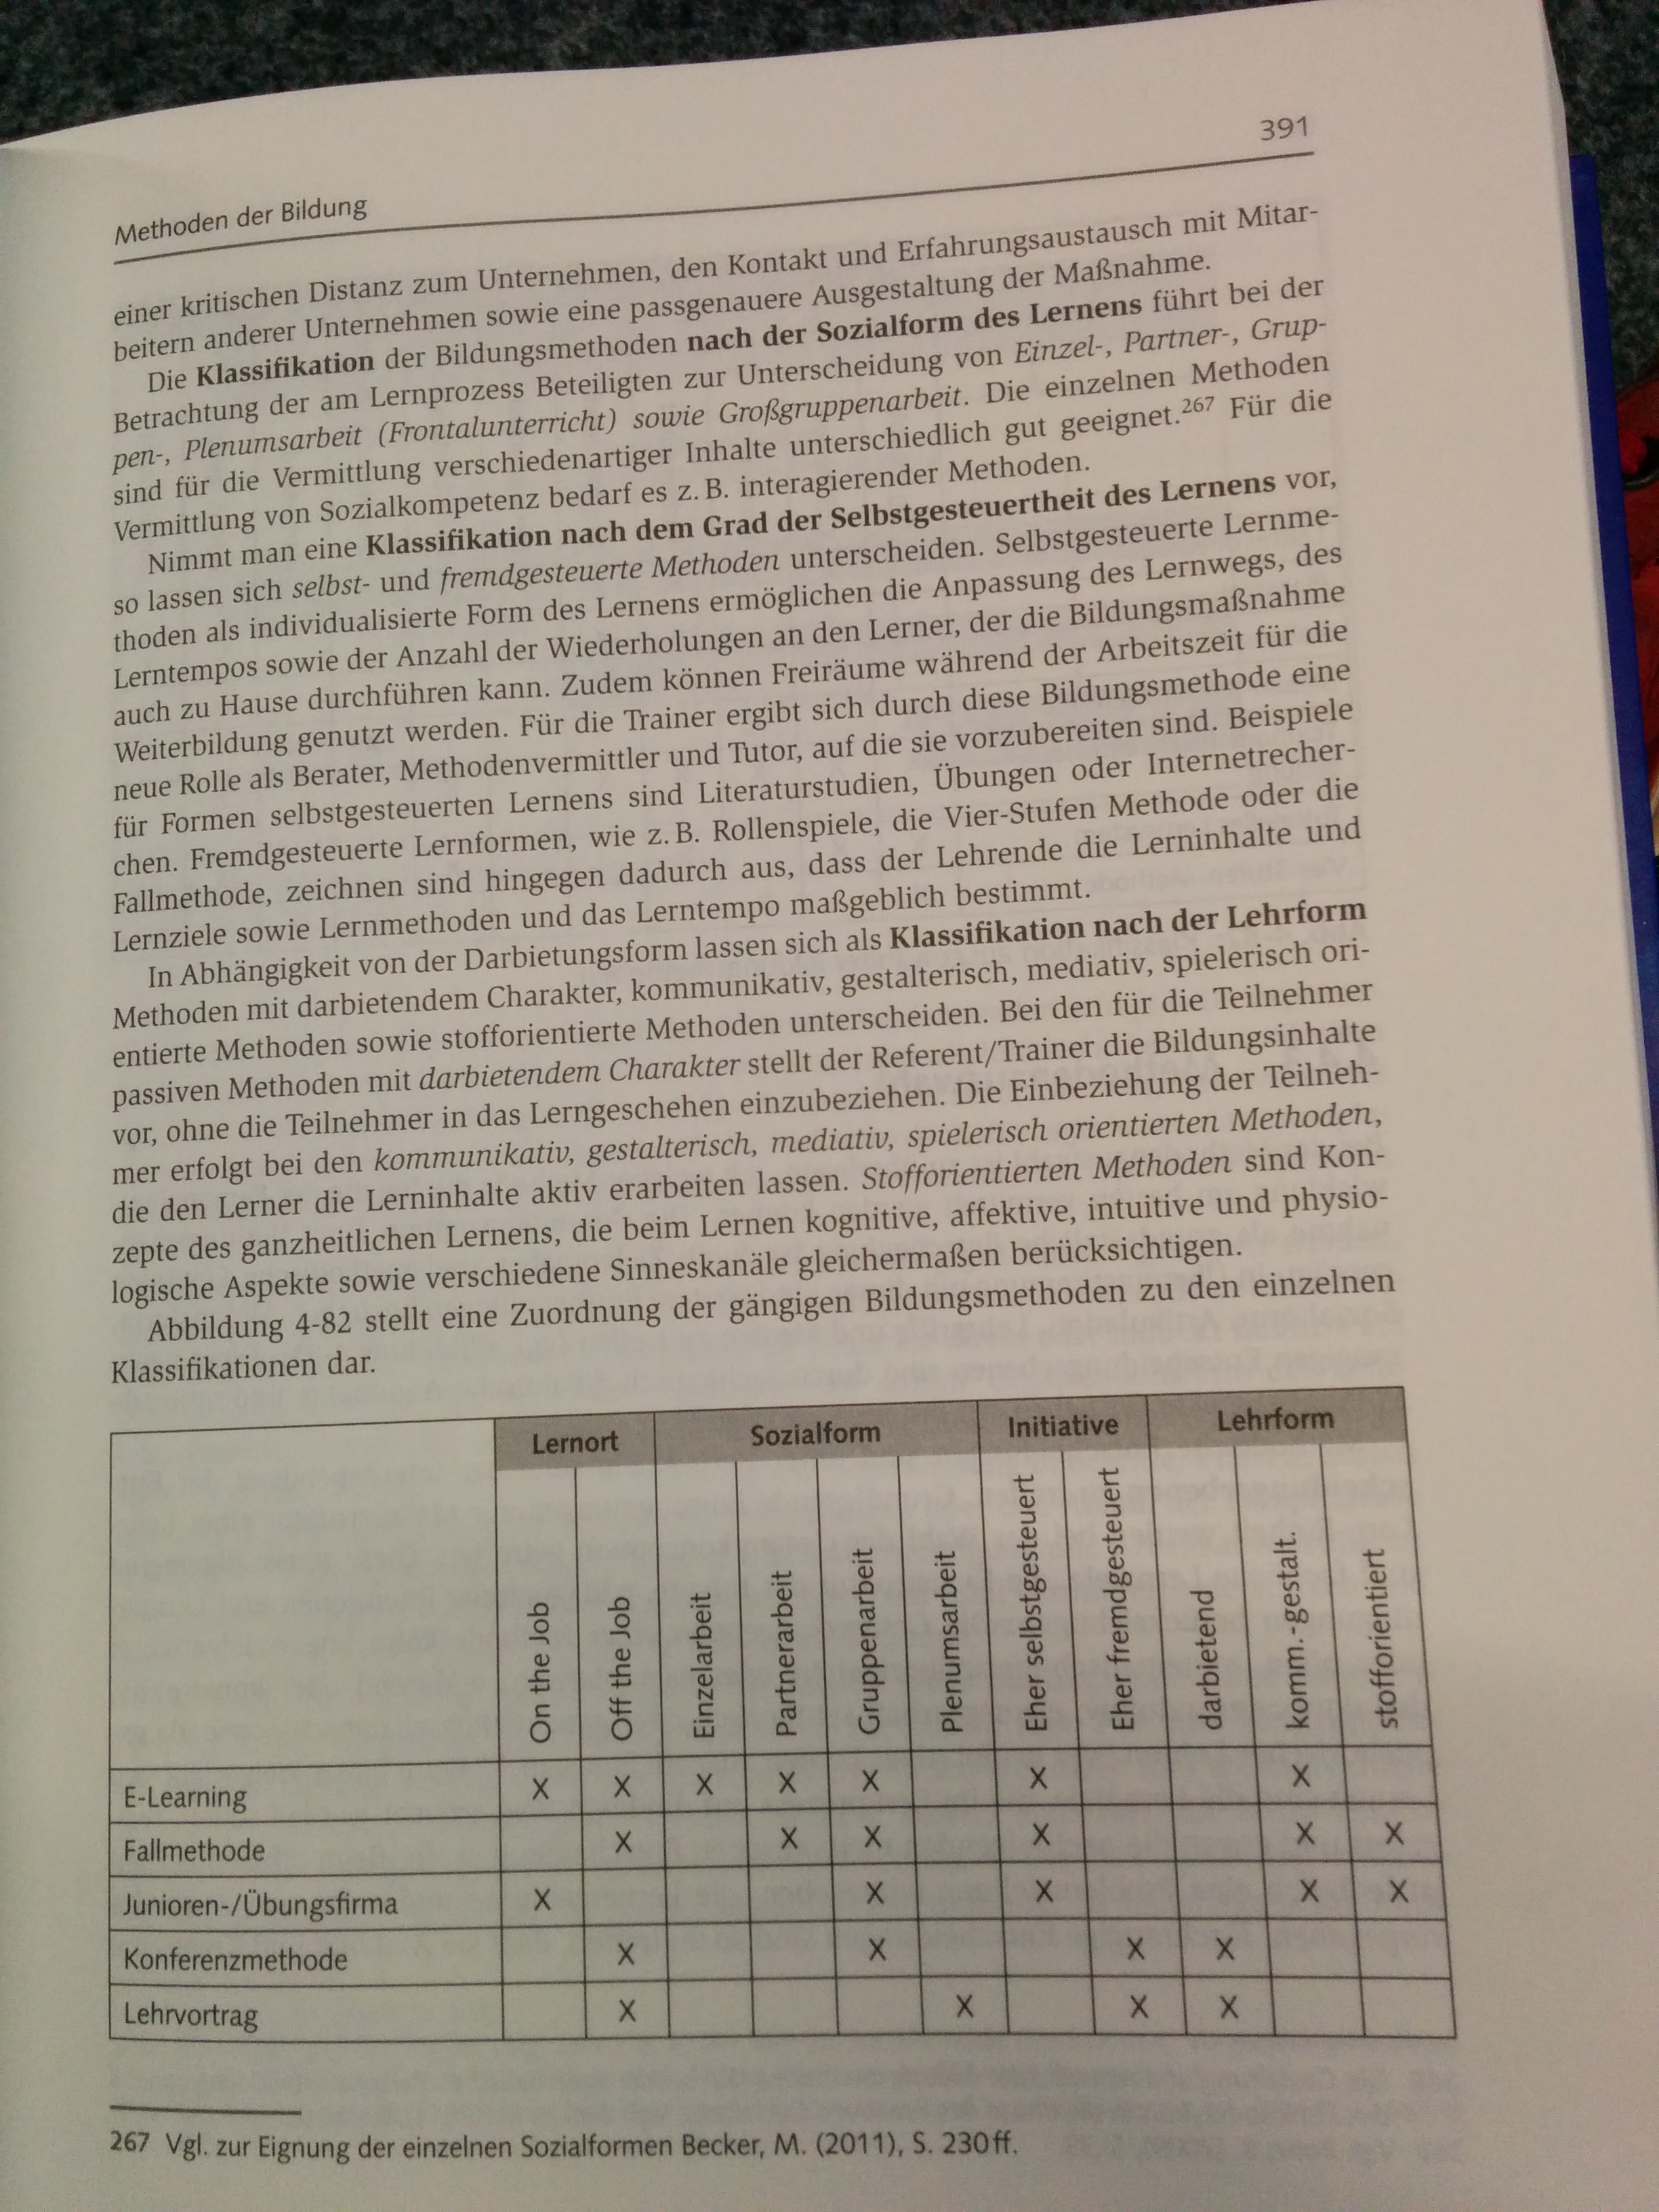 391
Methoden der Bildung
einer kritischen Distanz zum Unternehmen, den Kontakt und Erfahrungsaustausch mit Mitar-
beitern anderer Unternehmen sowie eine passgenauere Ausgestaltung der Maßnahme.
Die Klassifikation der Bildungsmethoden nach der Sozialform des Lernens führt bei der
Betrachtung der am Lernprozess Beteiligten zur Unterscheidung von Einzel-, Partner-, Grup-
pen-, Plenumsarbeit (Frontalunterricht) sowie Großgruppenarbeit. Die einzelnen Methoden
sind für die Vermittlung verschiedenartiger Inhalte unterschiedlich gut geeignet.267 Für die
Vermittlung von Sozialkompetenz bedarf es z. B. interagierender Methoden.
Nimmt man eine Klassifikation nach dem Grad der Selbstgesteuertheit des Lernens vor,
so lassen sich selbst- und fremdgesteuerte Methoden unterscheiden. Selbstgesteuerte Lernme-
thoden als individualisierte Form des Lernens ermöglichen die Anpassung des Lernwegs, des
Lerntempos sowie der Anzahl der Wiederholungen an den Lerner, der die Bildungsmaßnahme
auch zu Hause durchführen kann. Zudem können Freiräume während der Arbeitszeit für die
Weiterbildung genutzt werden. Für die Trainer ergibt sich durch diese Bildungsmethode eine
neue Rolle als Berater, Methodenvermittler und Tutor, auf die sie vorzubereiten sind. Beispiele
für Formen selbstgesteuerten Lernens sind Literaturstudien, Übungen oder Internetrecher-
chen. Fremdgesteuerte Lernformen, wie z. B. Rollenspiele, die Vier-Stufen Methode oder die
Fallmethode, zeichnen sind hingegen dadurch aus, dass der Lehrende die Lerninhalte und
Lernziele sowie Lernmethoden und das Lerntempo maßgeblich bestimmt.
In Abhängigkeit von der Darbietungsform lassen sich als Klassifikation nach der Lehrform
Methoden mit darbietendem Charakter, kommunikativ, gestalterisch, mediativ, spielerisch ori-
entierte Methoden sowie stofforientierte Methoden unterscheiden. Bei den für die Teilnehmer
passiven Methoden mit darbietendem Charakter stellt der Referent/Trainer die Bildungsinhalte
vor, ohne die Teilnehmer in das Lerngeschehen einzubeziehen. Die Einbeziehung der Teilneh-
mer erfolgt bei den kommunikativ, gestalterisch, mediativ, spielerisch orientierten Methoden,
die den Lerner die Lerninhalte aktiv erarbeiten lassen. Stofforientierten Methoden sind Kon-
zepte des ganzheitlichen Lernens, die beim Lernen kognitive, affektive, intuitive und physio-
logische Aspekte sowie verschiedene Sinneskanäle gleichermaßen berücksichtigen.
Abbildung 4-82 stellt eine Zuordnung der gängigen Bildungsmethoden zu den einzelnen
Klassifikationen dar.
Lernort Sozialform Initiative Lehrform
On the Job
Off the Job
Einzelarbeit
Partnerarbeit
Gruppenarbeit
Plenumsarbeit
Eher selbstgesteuert
Eher fremdgesteuert
darbietend
komm.-gestalt.
stofforientiert
E-Learning X X X X X X X
Fallmethode X X X X X X
Junioren-/Übungsfirma X X X X X
Konferenzmethode X X X X
Lehrvortrag X X X X
267 Vgl. zur Eignung der einzelnen Sozialformen Becker, M. (2011), S. 230ff.